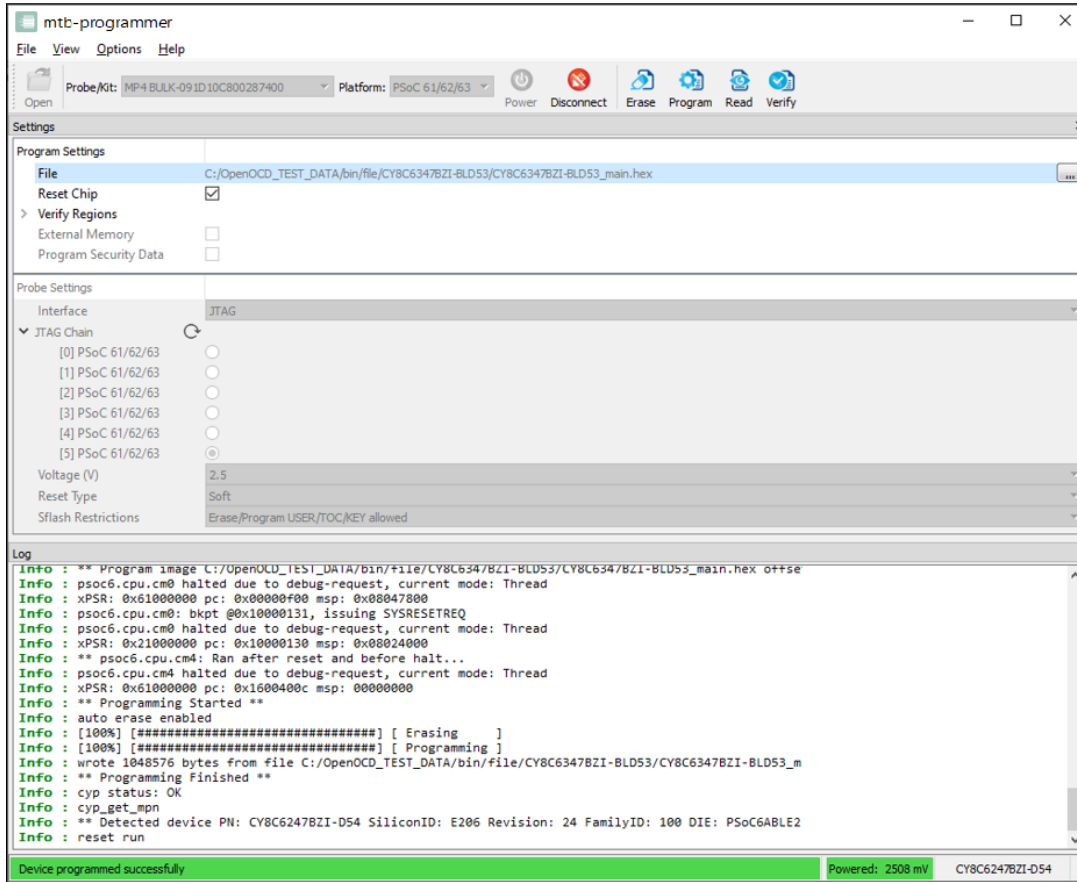 mtb-programmer
File View Options Help
Open Probe/Kit: MP4 BULK-091D10C800287400 Platform: PSoC 61/62/63 Power Disconnect Erase Program Read Verify
Settings
Program Settings
File C:/OpenOCD_TEST_DATA/bin/file/CY8C6347BZI-BLD53/CY8C6347BZI-BLD53_main.hex ...
Reset Chip
Verify Regions
External Memory
Program Security Data
Probe Settings
Interface JTAG
JTAG Chain
[0] PSoC 61/62/63
[1] PSoC 61/62/63
[2] PSoC 61/62/63
[3] PSoC 61/62/63
[4] PSoC 61/62/63
[5] PSoC 61/62/63
Voltage (V) 2.5
Reset Type Soft
Sflash Restrictions Erase/Program USER/TOC/KEY allowed
Log
Info : ** Program image C:/OpenOCD_TEST_DATA/bin/file/CY8C6347BZI-BLD53/CY8C6347BZI-BLD53_main.hex offse
Info : psoc6.cpu.cm0 halted due to debug-request, current mode: Thread
Info : xPSR: 0x61000000 pc: 0x00000f00 msp: 0x08047800
Info : psoc6.cpu.cm0: bkpt @0x10000131, issuing SYSRESETREQ
Info : psoc6.cpu.cm0 halted due to debug-request, current mode: Thread
Info : xPSR: 0x21000000 pc: 0x10000130 msp: 0x08024000
Info : ** psoc6.cpu.cm4: Ran after reset and before halt...
Info : psoc6.cpu.cm4 halted due to debug-request, current mode: Thread
Info : xPSR: 0x61000000 pc: 0x1600400c msp: 00000000
Info : ** Programming Started **
Info : auto erase enabled
Info : [100%] [################################] [ Erasing     ]
Info : [100%] [################################] [ Programming ]
Info : wrote 1048576 bytes from file C:/OpenOCD_TEST_DATA/bin/file/CY8C6347BZI-BLD53/CY8C6347BZI-BLD53_m
Info : ** Programming Finished **
Info : cyp status: OK
Info : cyp_get_mpn
Info : ** Detected device PN: CY8C6247BZI-D54 SiliconID: E206 Revision: 24 FamilyID: 100 DIE: PSoC6ABLE2
Info : reset run
Device programmed successfully Powered: 2508 mV CY8C6247BZI-D54